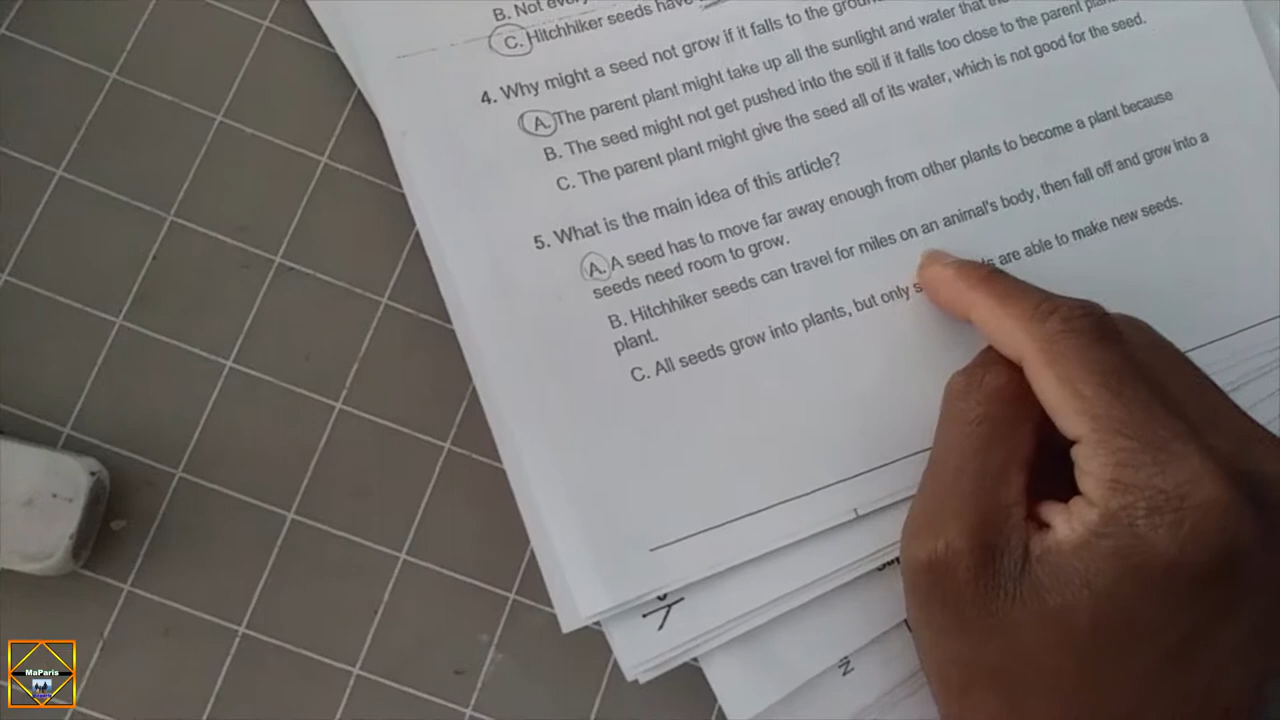 B. Not every
C. Hitchhiker seeds have
4. Why might a seed not grow if it falls to the ground
A. The parent plant might take up all the sunlight and water that the
B. The seed might not get pushed into the soil if it falls too close to the parent plant
C. The parent plant might give the seed all of its water, which is not good for the seed.
5. What is the main idea of this article?
A. A seed has to move far away enough from other plants to become a plant because
seeds need room to grow.
B. Hitchhiker seeds can travel for miles on an animal's body, then fall off and grow into a
plant.
C. All seeds grow into plants, but only are able to make new seeds.
MaParis